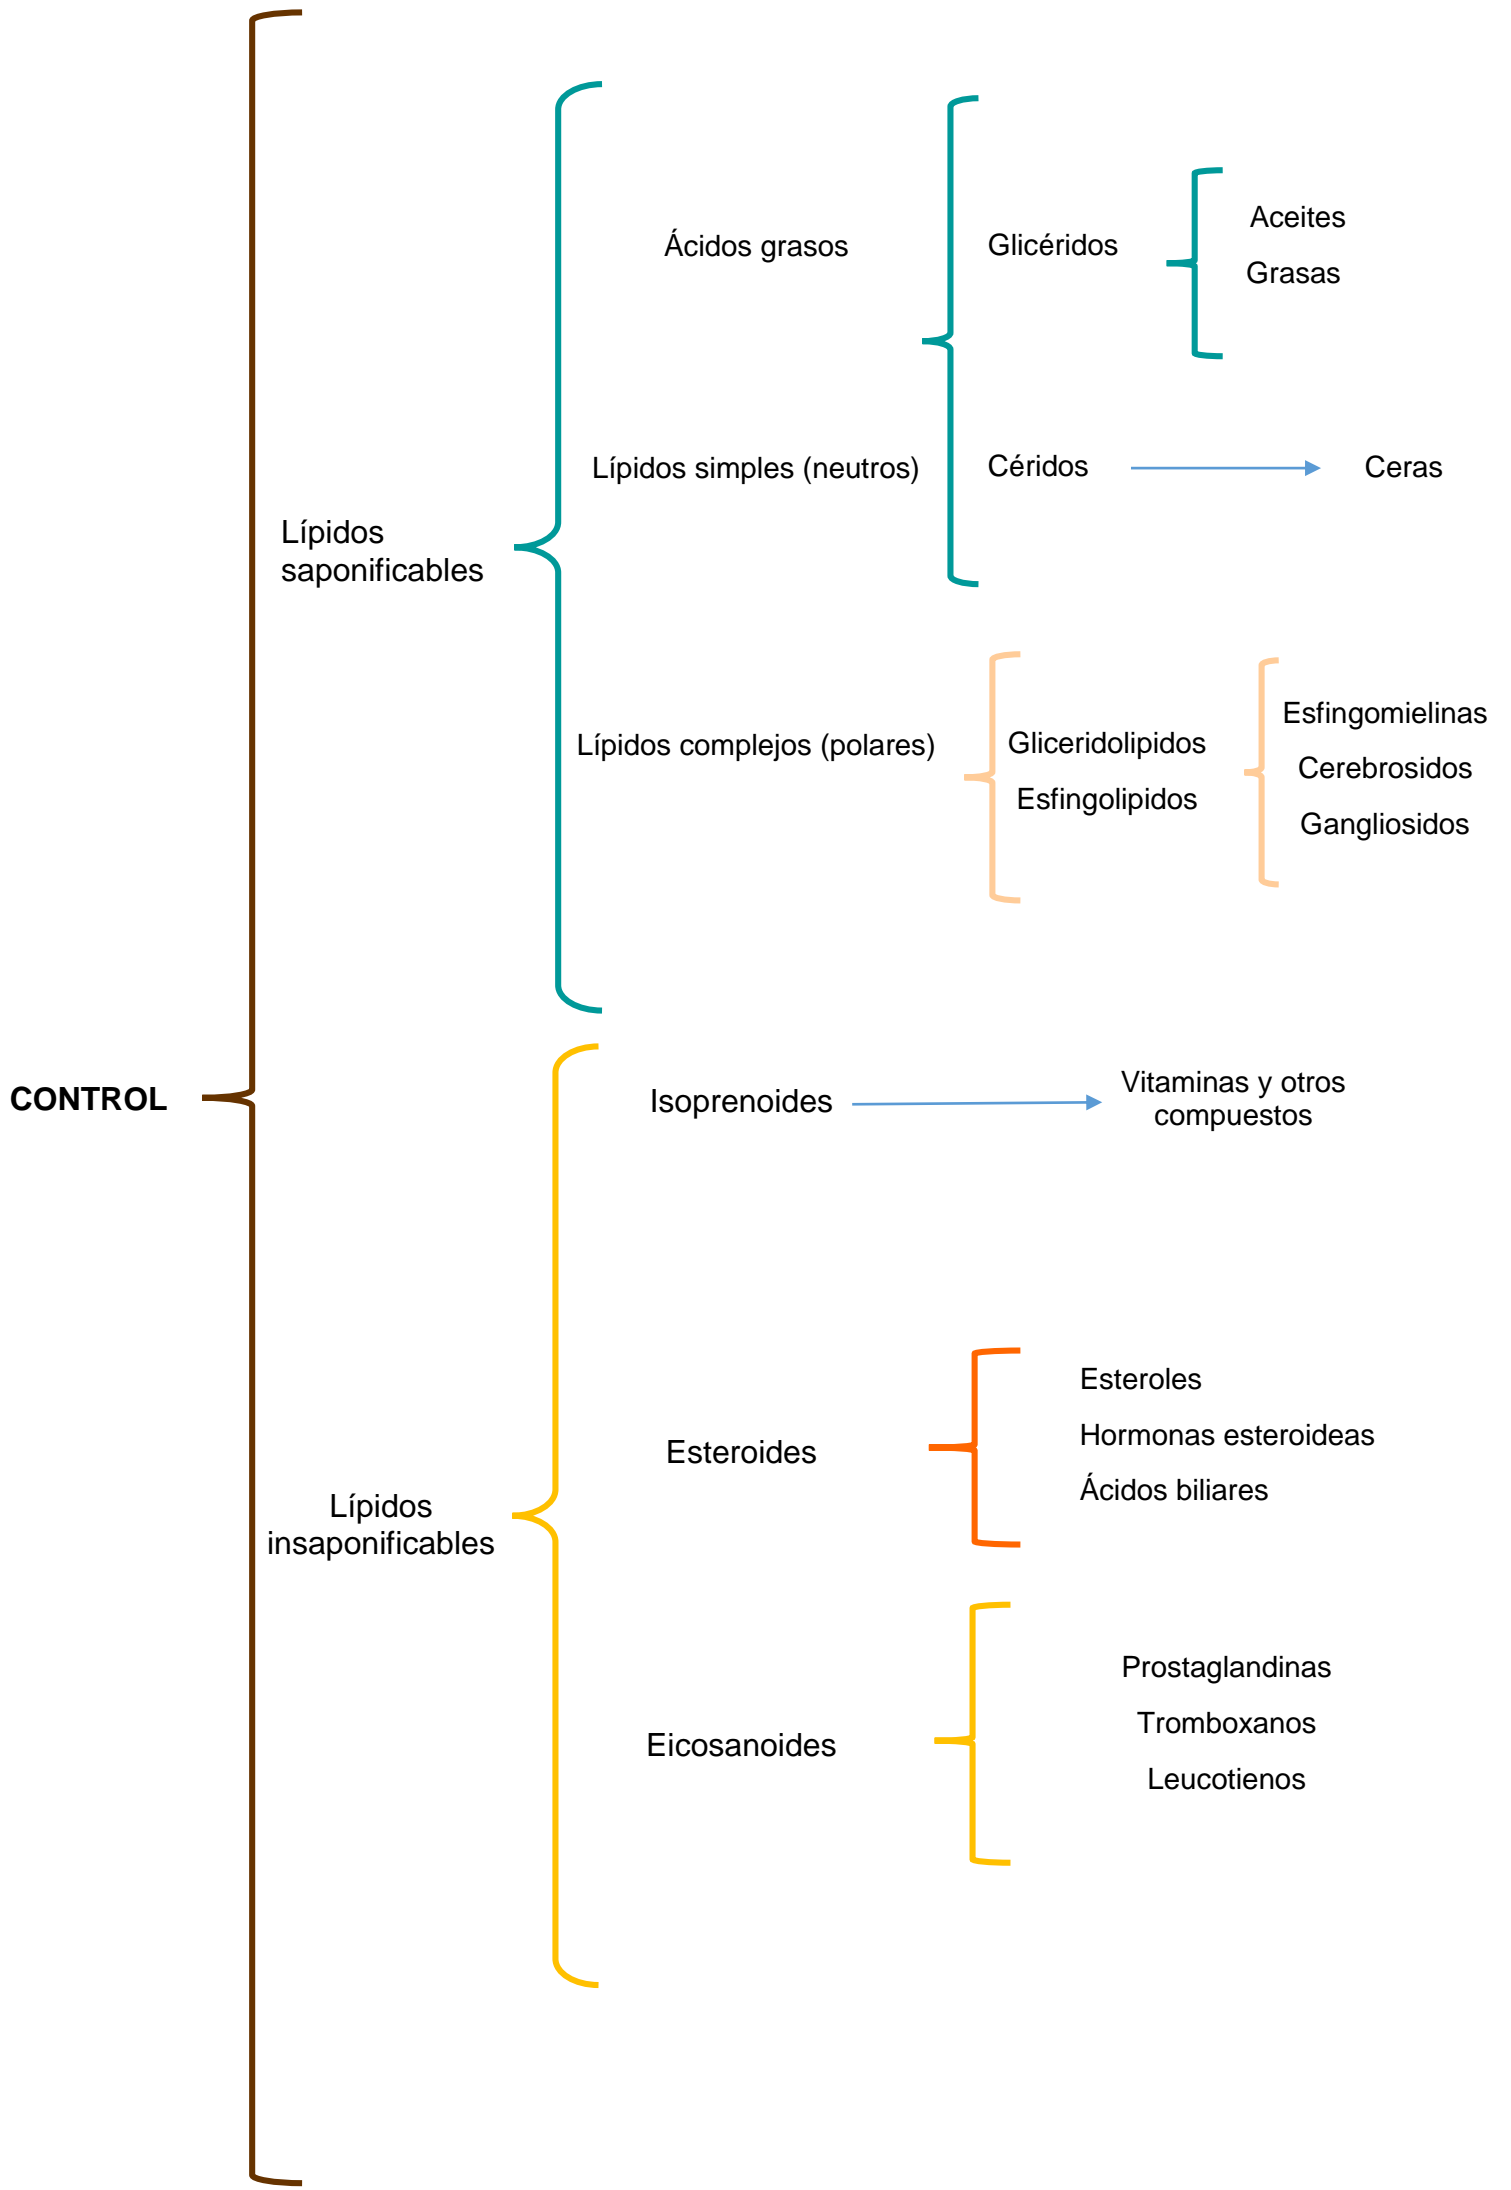 Aceites
Ácidos grasos
Glicéridos
Grasas
Lípidos simples (neutros)
Céridos
Ceras
Lípidos
saponificables
Esfingomielinas
Lípidos complejos (polares)
Gliceridolipidos
Cerebrosidos
Esfingolipidos
Gangliosidos
CONTROL
Isoprenoides
Vitaminas y otros
compuestos
Esteroles
Esteroides
Hormonas esteroideas
Ácidos biliares
Lípidos
insaponificables
Prostaglandinas
Eicosanoides
Tromboxanos
Leucotienos